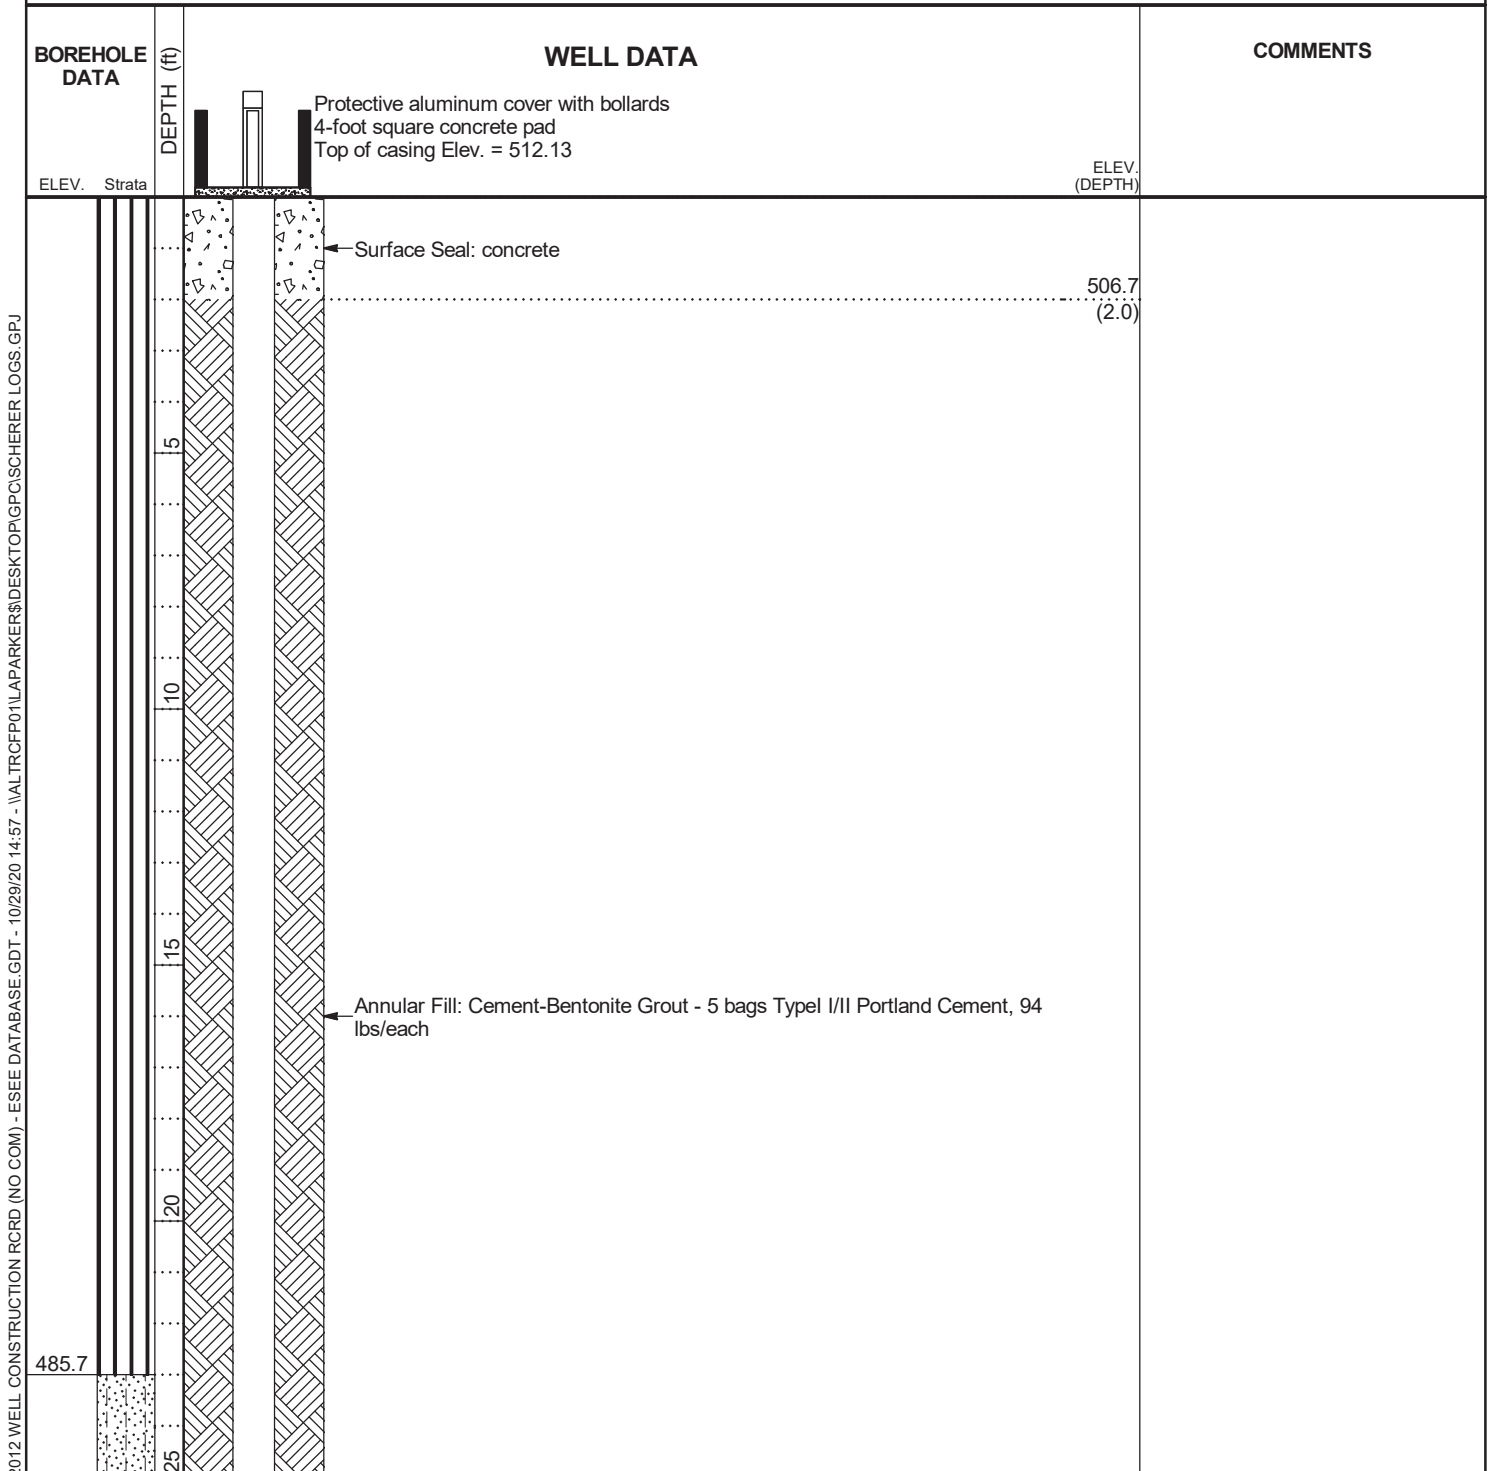 BOREHOLE
DATA
DEPTH (ft)
WELL DATA
COMMENTS
Protective aluminum cover with bollards
4-foot square concrete pad
Top of casing Elev. = 512.13
ELEV.
(DEPTH)
ELEV. Strata
Surface Seal: concrete
506.7
(2.0)
5
10
15
Annular Fill: Cement-Bentonite Grout - 5 bags TypeI I/II Portland Cement, 94
lbs/each
20
485.7
25
2012 WELL CONSTRUCTION RCRD (NO COM) - ESEE DATABASE.GDT - 10/29/20 14:57 - \\ALTRCFP01\LAPARKERS\DESKTOP\GPC\SCHERER LOGS.GPJ